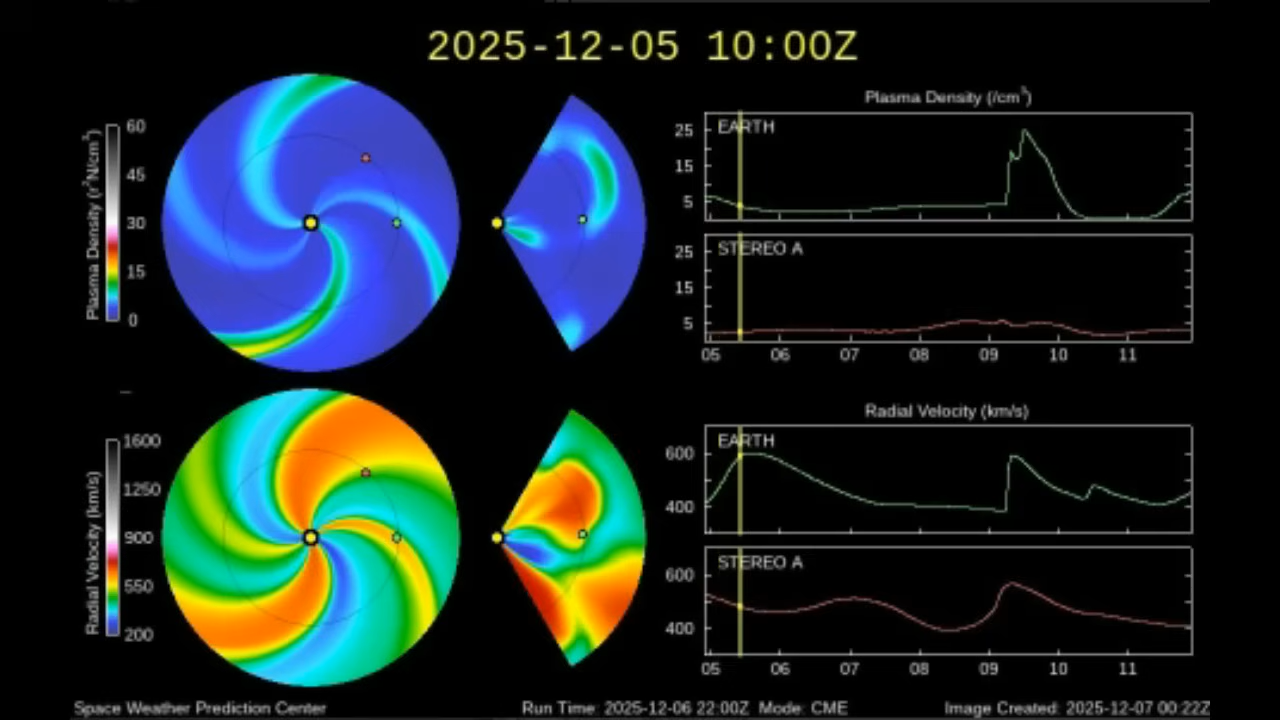 2025-12-05 10:00Z
Plasma Density (r²N/cm³)
60
45
30
15
0
Plasma Density (/cm³)
EARTH
25
15
5
STEREO A
25
15
5
05 06 07 08 09 10 11
Radial Velocity (km/s)
1600
1250
900
550
200
Radial Velocity (km/s)
EARTH
600
400
STEREO A
600
400
05 06 07 08 09 10 11
Space Weather Prediction Center Run Time: 2025-12-06 22:00Z Mode: CME Image Created: 2025-12-07 00:22Z